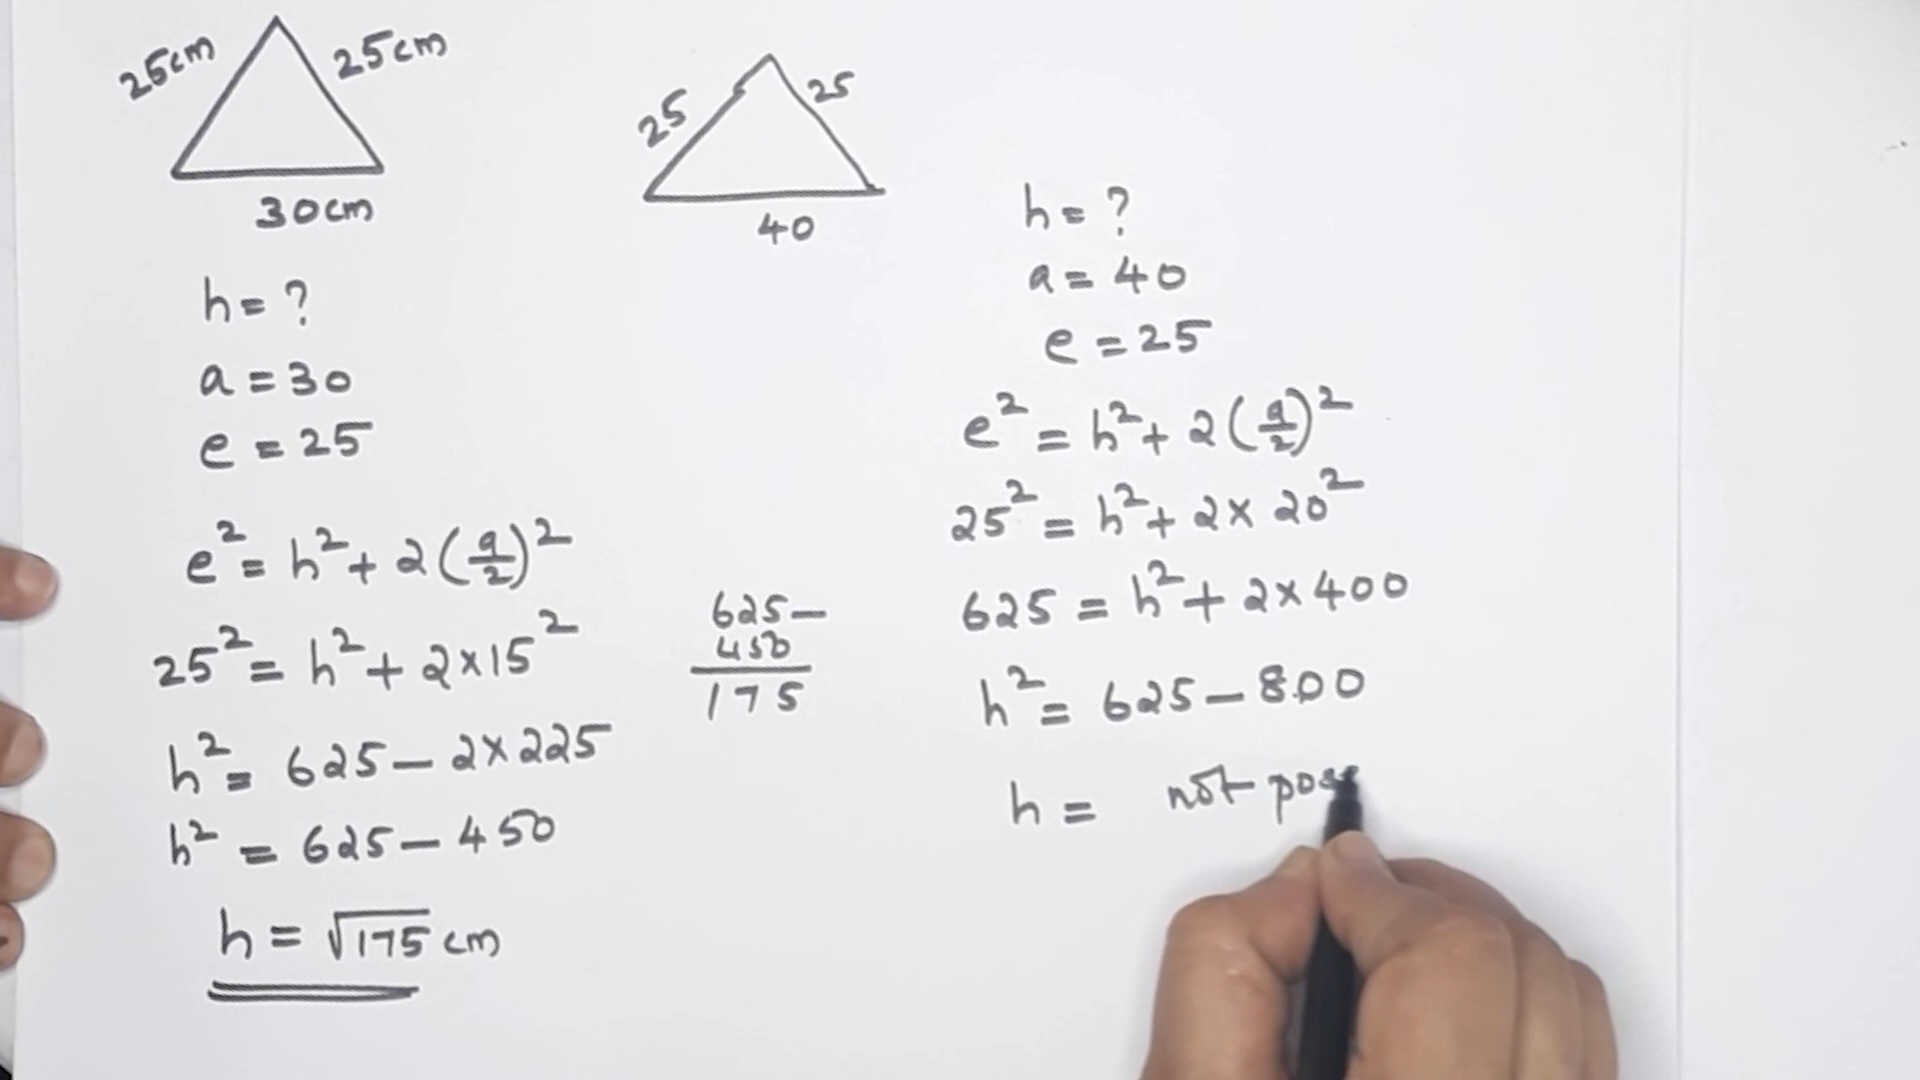 25cm 25cm
30cm
h = ?
a = 30
e = 25
e² = h² + 2(a/2)²
25² = h² + 2×15²
h² = 625 − 2×225
h² = 625 − 450
h = √175 cm
25 25
40
625 −
450
175
h = ?
a = 40
e = 25
e² = h² + 2(a/2)²
25² = h² + 2× 20²
625 = h² + 2×400
h² = 625 − 800
h = not